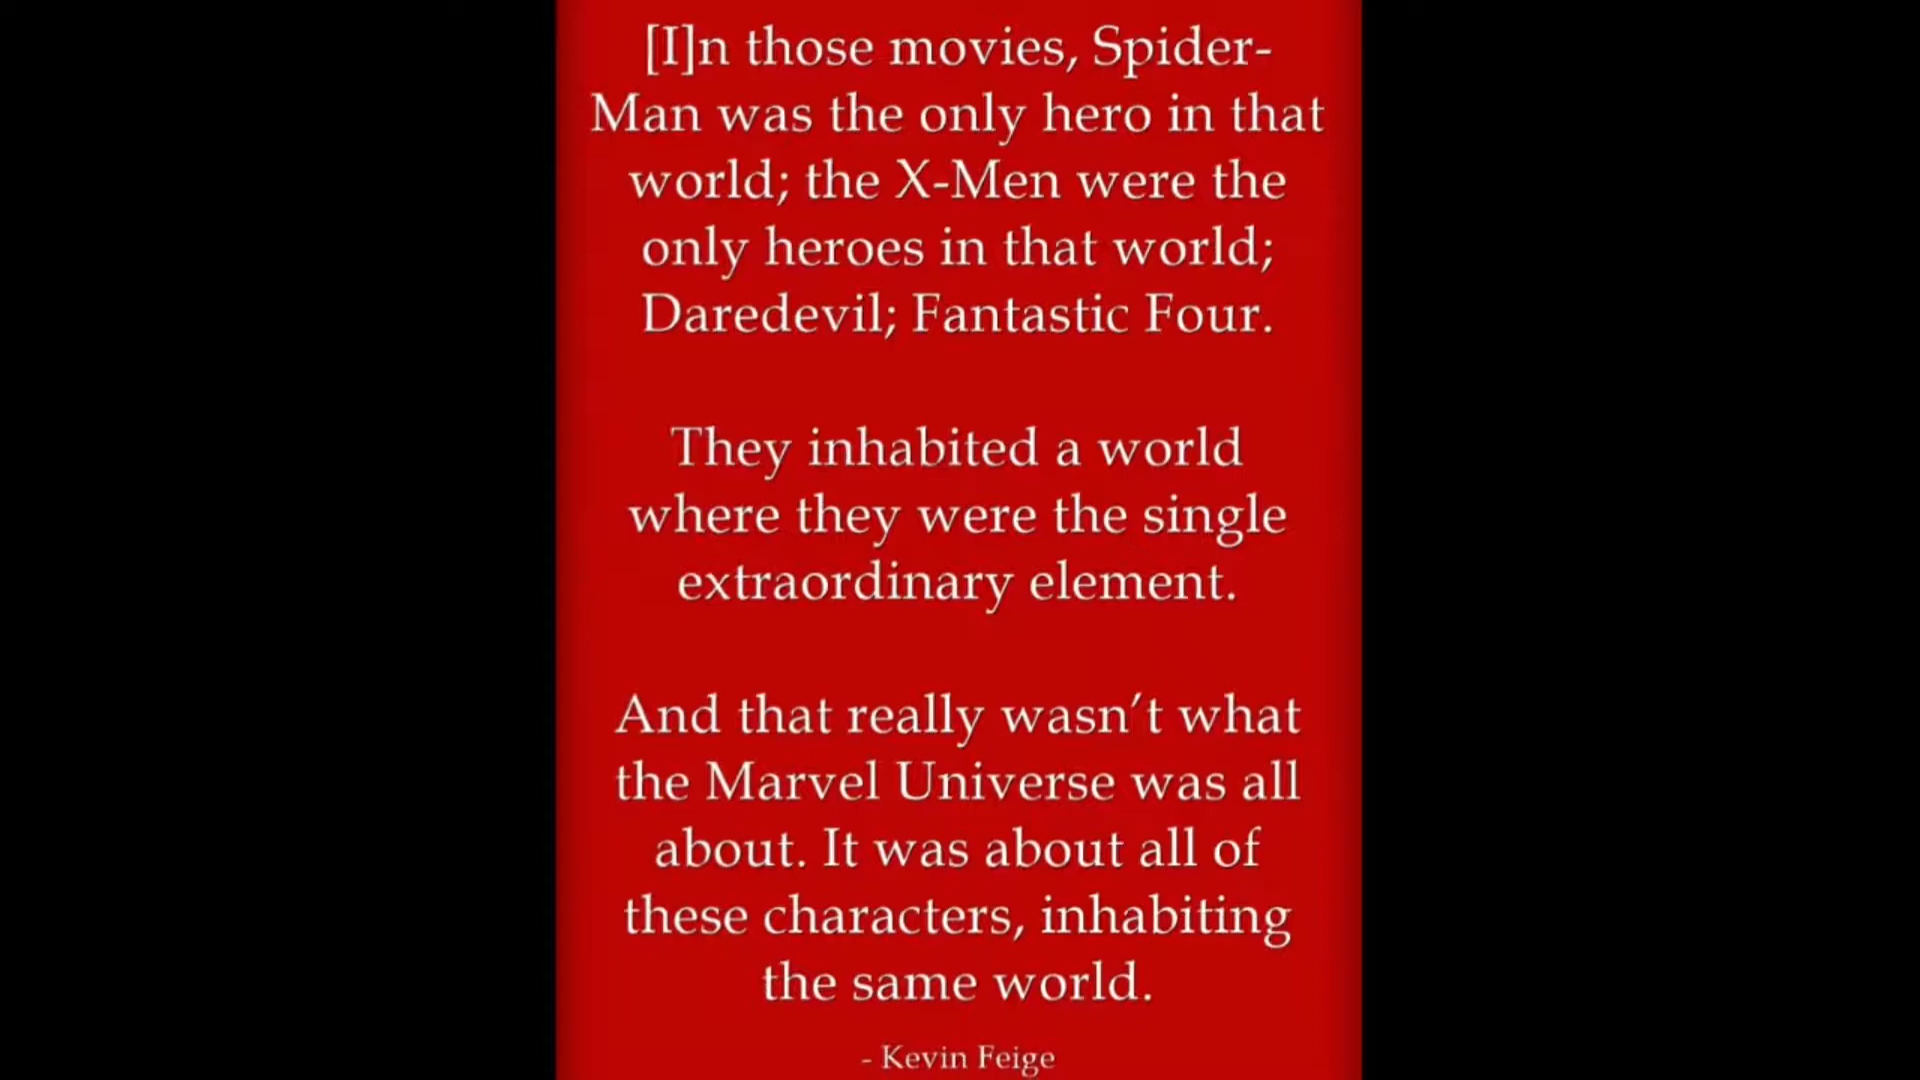 [I]n those movies, Spider-
Man was the only hero in that
world; the X-Men were the
only heroes in that world;
Daredevil; Fantastic Four.
They inhabited a world
where they were the single
extraordinary element.
And that really wasn’t what
the Marvel Universe was all
about. It was about all of
these characters, inhabiting
the same world.
- Kevin Feige